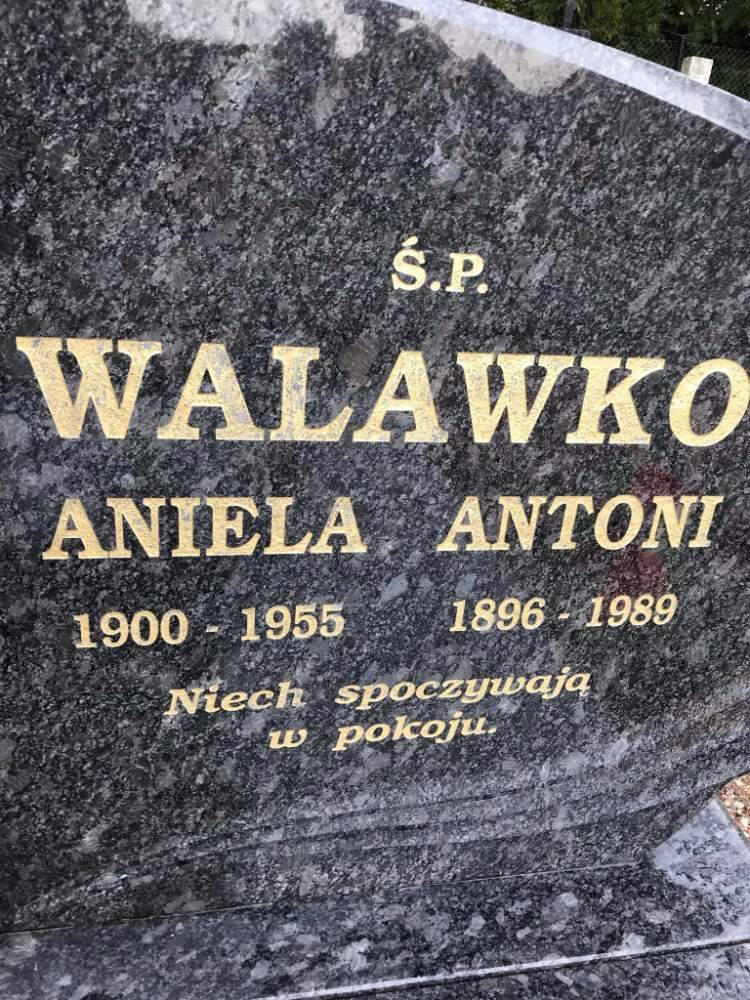 Ś.P.
WALAWKO
ANIELA ANTONI
1900 - 1955 1896 - 1989
Niech spoczywają
w pokoju.